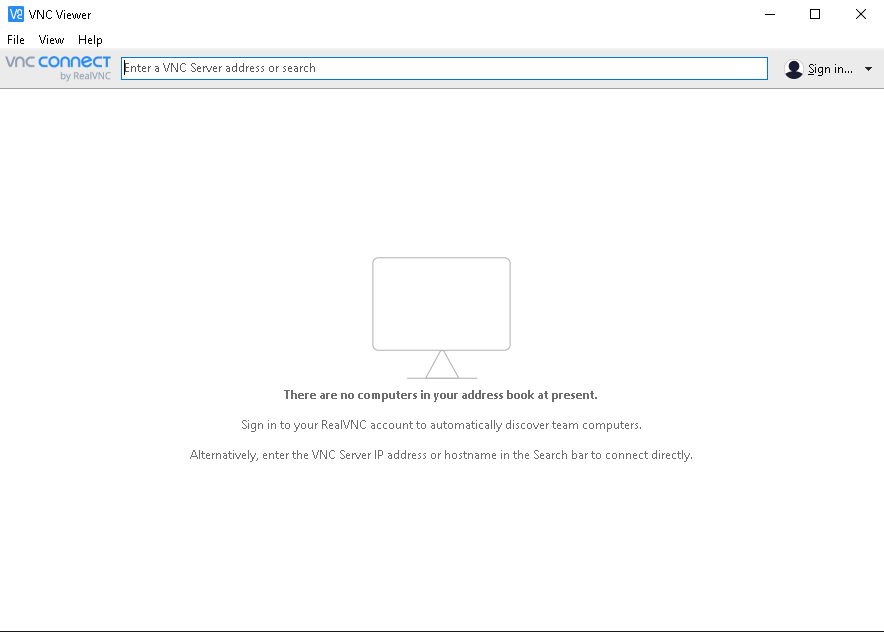 VNC Viewer
File View Help
vnc connect
by RealVNC
Enter a VNC Server address or search
Sign in...
There are no computers in your address book at present.
Sign in to your RealVNC account to automatically discover team computers.
Alternatively, enter the VNC Server IP address or hostname in the Search bar to connect directly.